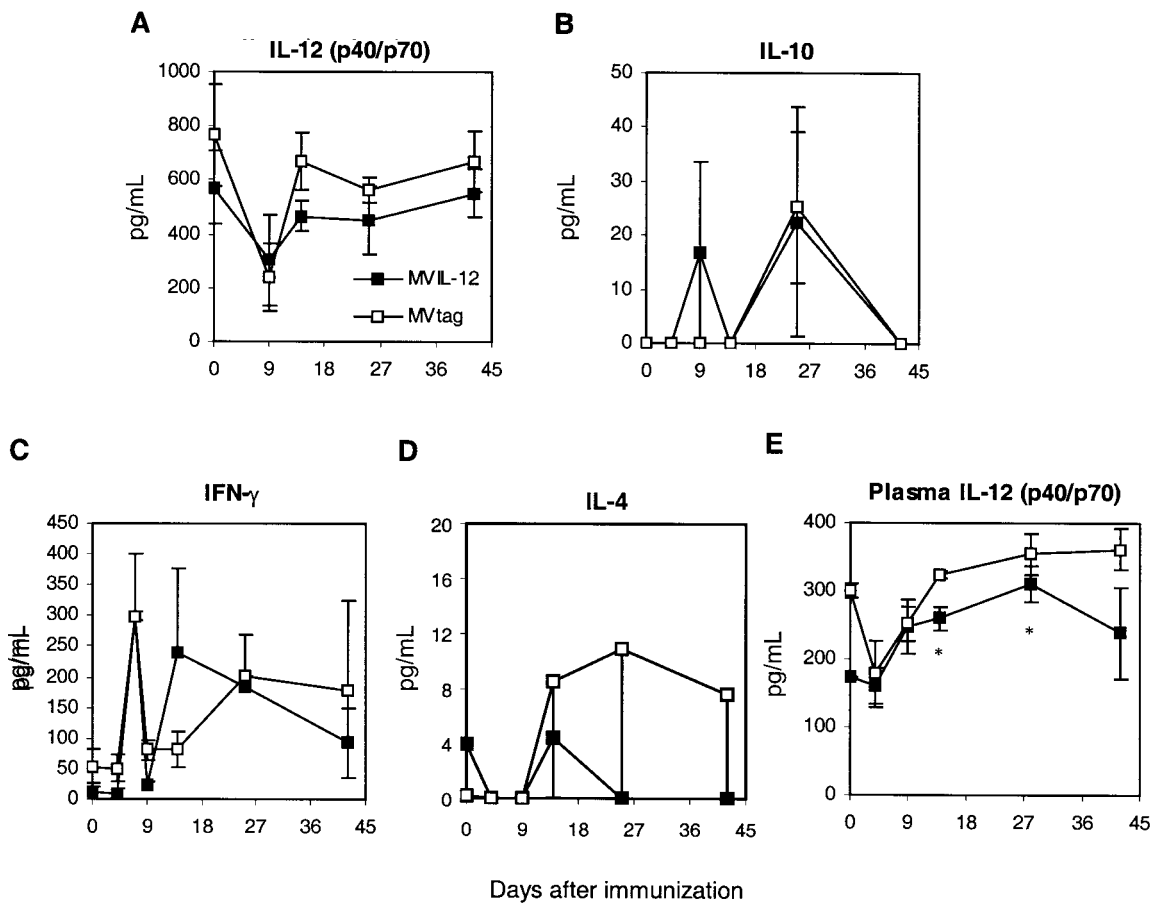 A
IL-12 (p40/p70)
1000
800
600
400
200
0
pg/mL
MVIL-12
MVtag
0 9 18 27 36 45
B
IL-10
50
40
30
20
10
0
pg/mL
0 9 18 27 36 45
C
IFN-γ
450
400
350
300
250
200
150
100
50
0
pg/mL
0 9 18 27 36 45
D
IL-4
20
16
12
8
4
0
pg/mL
0 9 18 27 36 45
E
Plasma IL-12 (p40/p70)
400
300
200
100
0
pg/mL
*
*
0 9 18 27 36 45
Days after immunization